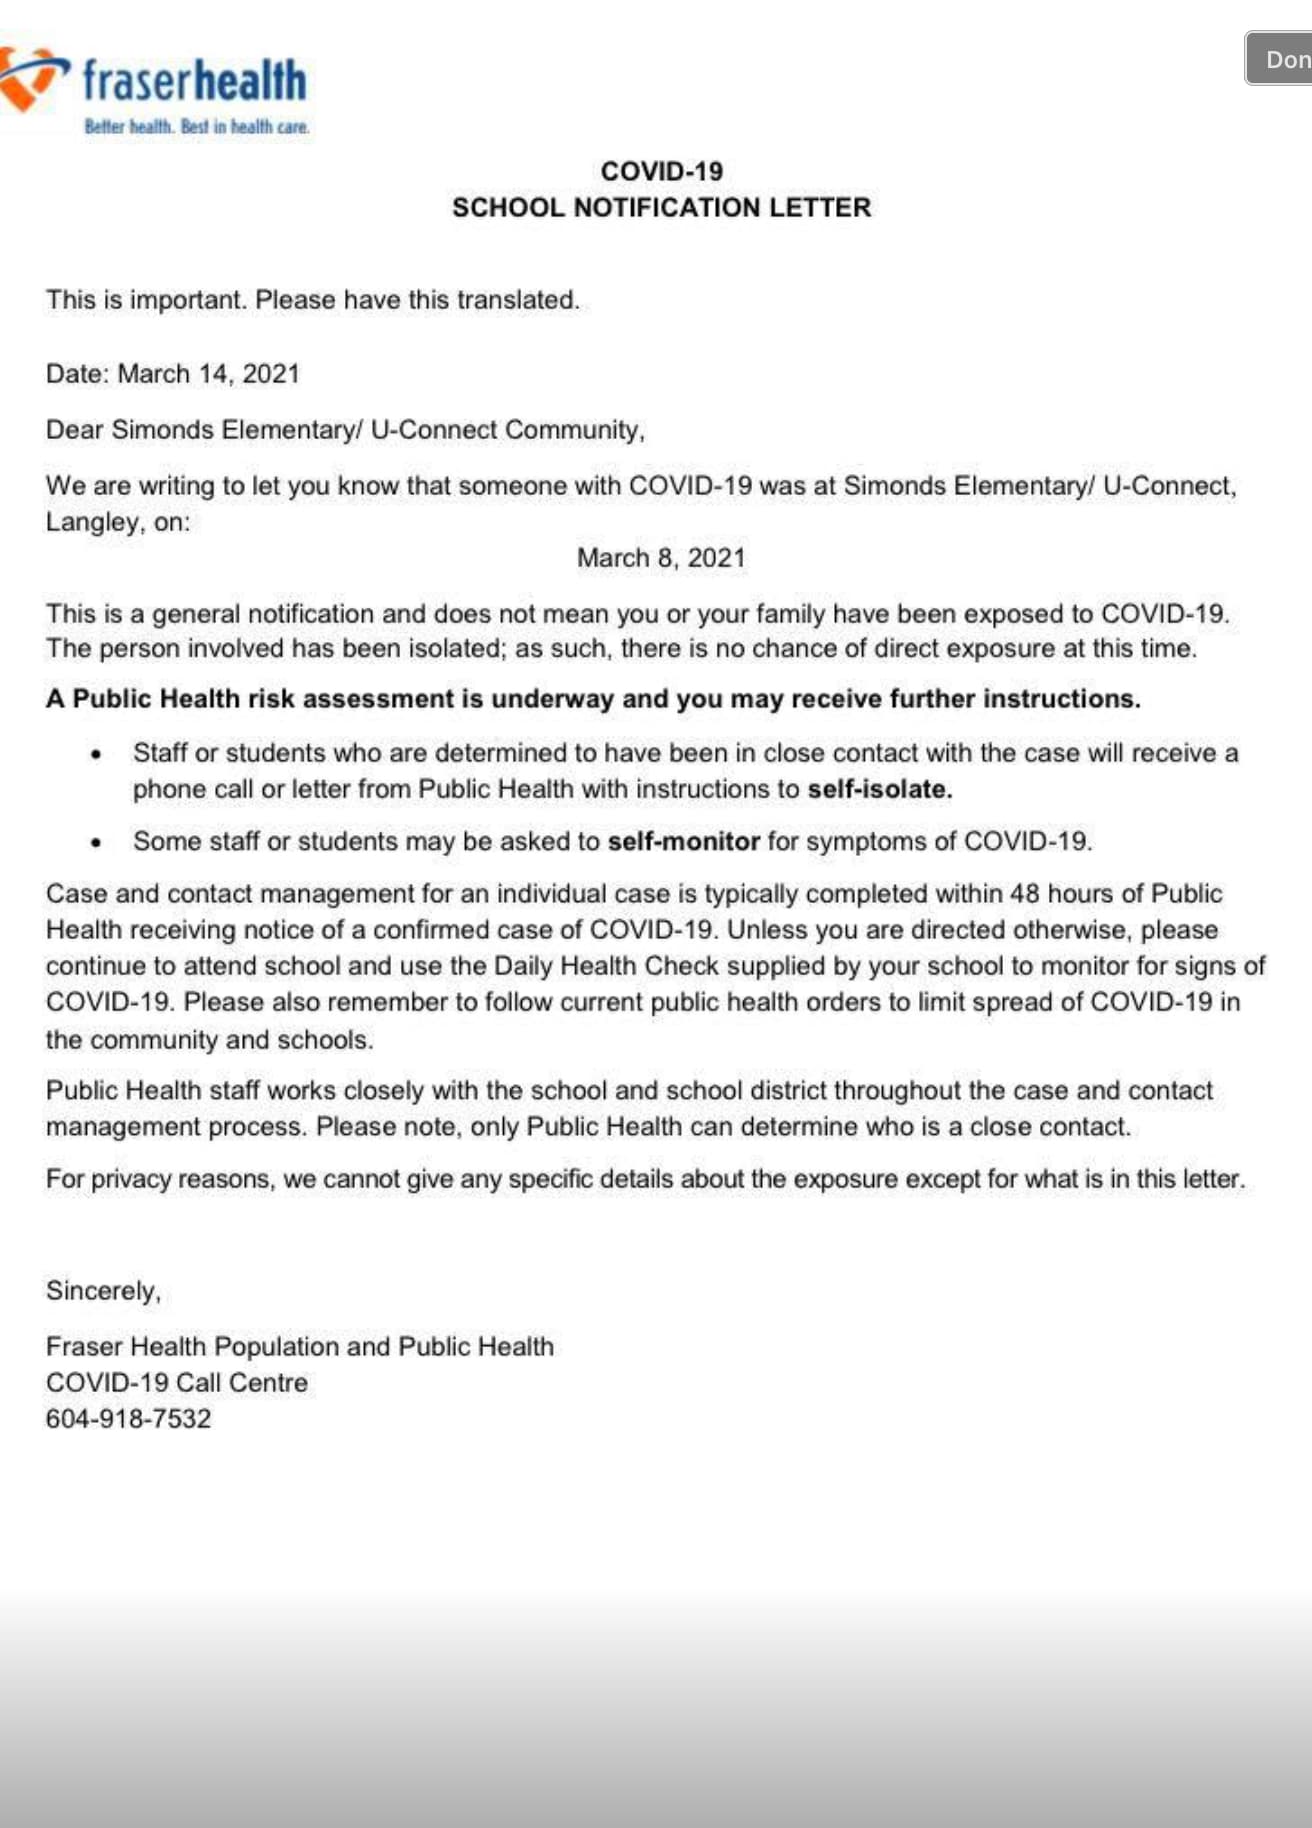 fraserhealth
Better health. Best in health care.
COVID-19
SCHOOL NOTIFICATION LETTER
This is important. Please have this translated.
Date: March 14, 2021
Dear Simonds Elementary/ U-Connect Community,
We are writing to let you know that someone with COVID-19 was at Simonds Elementary/ U-Connect,
Langley, on:
March 8, 2021
This is a general notification and does not mean you or your family have been exposed to COVID-19.
The person involved has been isolated; as such, there is no chance of direct exposure at this time.
A Public Health risk assessment is underway and you may receive further instructions.
• Staff or students who are determined to have been in close contact with the case will receive a
phone call or letter from Public Health with instructions to self-isolate.
• Some staff or students may be asked to self-monitor for symptoms of COVID-19.
Case and contact management for an individual case is typically completed within 48 hours of Public
Health receiving notice of a confirmed case of COVID-19. Unless you are directed otherwise, please
continue to attend school and use the Daily Health Check supplied by your school to monitor for signs of
COVID-19. Please also remember to follow current public health orders to limit spread of COVID-19 in
the community and schools.
Public Health staff works closely with the school and school district throughout the case and contact
management process. Please note, only Public Health can determine who is a close contact.
For privacy reasons, we cannot give any specific details about the exposure except for what is in this letter.
Sincerely,
Fraser Health Population and Public Health
COVID-19 Call Centre
604-918-7532